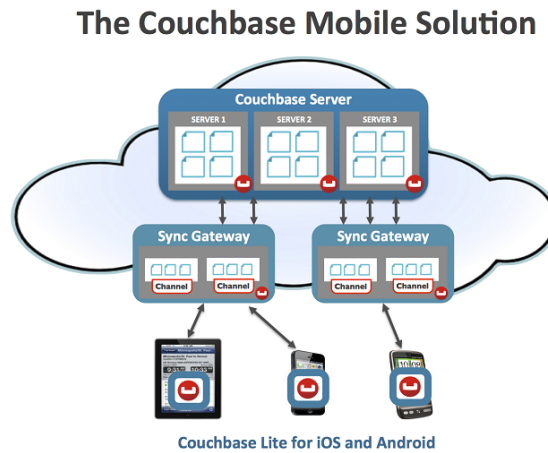 The Couchbase Mobile Solution
Couchbase Server
SERVER 1
SERVER 2
SERVER 3
Sync Gateway
Sync Gateway
Channel
Channel
Channel
Channel
Couchbase Lite for iOS and Android